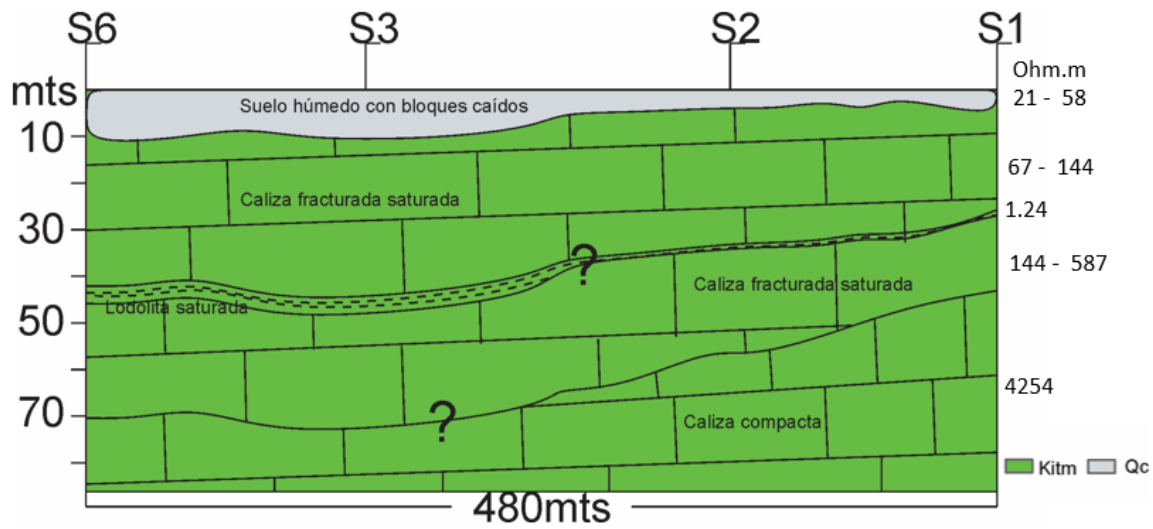 S6 S3 S2 S1
mts
Ohm.m
21 - 58
Suelo húmedo con bloques caídos
10
67 - 144
Caliza fracturada saturada
30
1.24
?
144 - 587
Caliza fracturada saturada
Lodolita saturada
50
4254
70
?
Caliza compacta
Kitm Qc
480mts